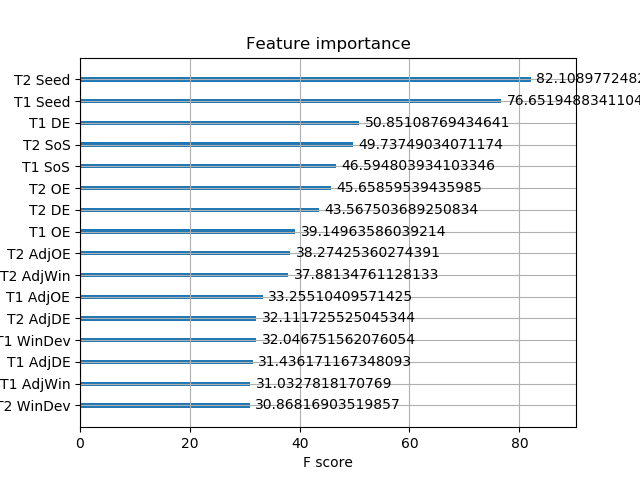 Feature importance
T2 Seed 82.1089772482
T1 Seed 76.6519488341104
T1 DE 50.85108769434641
T2 SoS 49.73749034071174
T1 SoS 46.594803934103346
T2 OE 45.65859539435985
T2 DE 43.567503689250834
T1 OE 39.14963586039214
T2 AdjOE 38.27425360274391
T2 AdjWin 37.88134761128133
T1 AdjOE 33.25510409571425
T2 AdjDE 32.111725525045344
T1 WinDev 32.046751562076054
T1 AdjDE 31.436171167348093
T1 AdjWin 31.0327818170769
T2 WinDev 30.86816903519857
0 20 40 60 80
F score